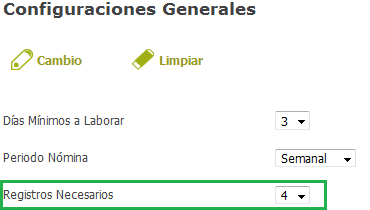 Configuraciones Generales
Cambio Limpiar
Días Mínimos a Laborar 3
Periodo Nómina Semanal
Registros Necesarios 4